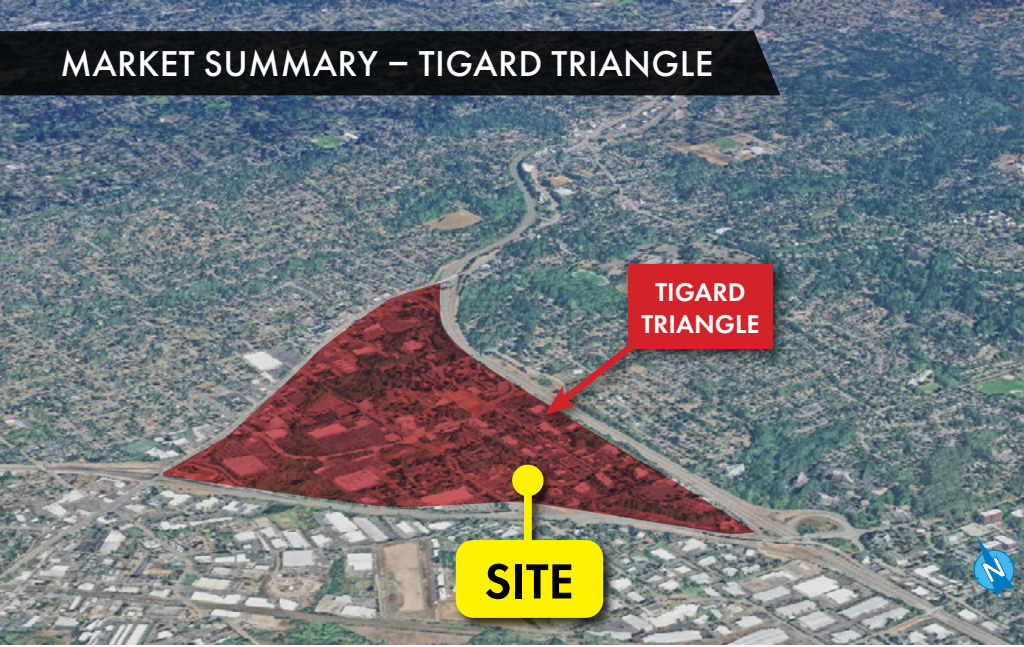 MARKET SUMMARY – TIGARD TRIANGLE
TIGARD
TRIANGLE
SITE
N